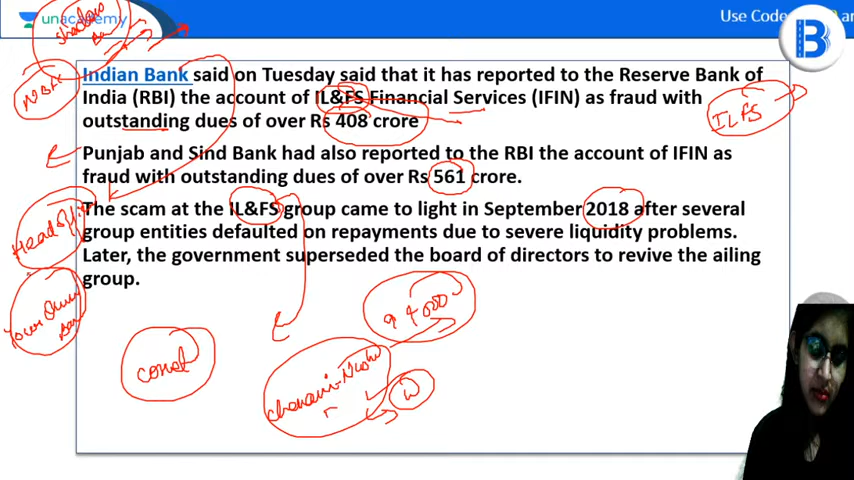 unacademy
Use Code
Shadow
NBFC
Indian Bank said on Tuesday said that it has reported to the Reserve Bank of
India (RBI) the account of IL&FS Financial Services (IFIN) as fraud with
outstanding dues of over Rs 408 crore
ILFS
Punjab and Sind Bank had also reported to the RBI the account of IFIN as
fraud with outstanding dues of over Rs 561 crore.
The scam at the IL&FS group came to light in September 2018 after several
group entities defaulted on repayments due to severe liquidity problems.
Later, the government superseded the board of directors to revive the ailing
group.
94000
const
B